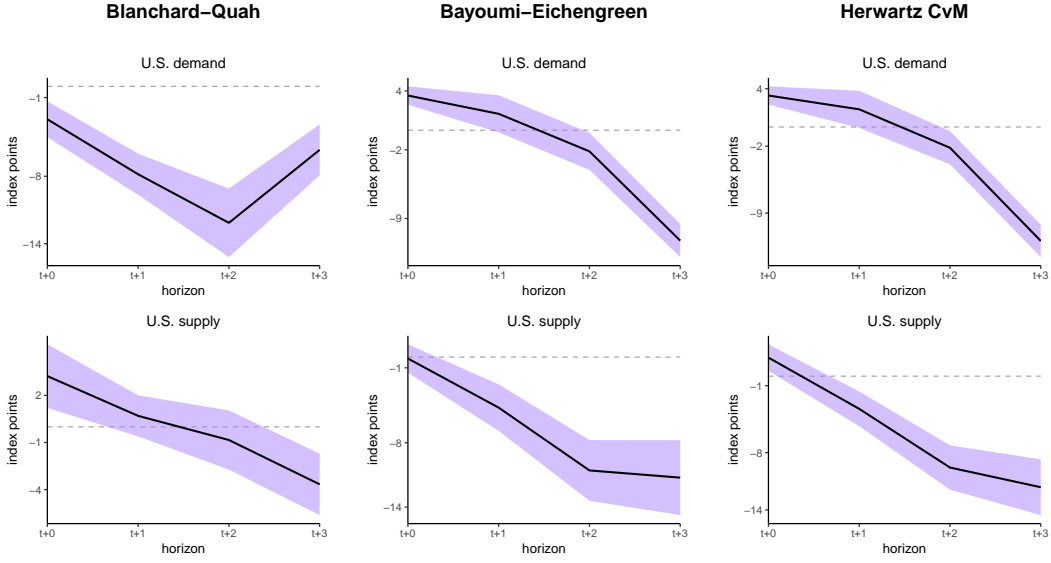 Blanchard−Quah
Bayoumi−Eichengreen
Herwartz CvM
U.S. demand
−1
−8
−14
index points
t+0
t+1
t+2
t+3
horizon
U.S. demand
4
−2
−9
index points
t+0
t+1
t+2
t+3
horizon
U.S. demand
4
−2
−9
index points
t+0
t+1
t+2
t+3
horizon
U.S. supply
2
−1
−4
index points
t+0
t+1
t+2
t+3
horizon
U.S. supply
−1
−8
−14
index points
t+0
t+1
t+2
t+3
horizon
U.S. supply
−1
−8
−14
index points
t+0
t+1
t+2
t+3
horizon